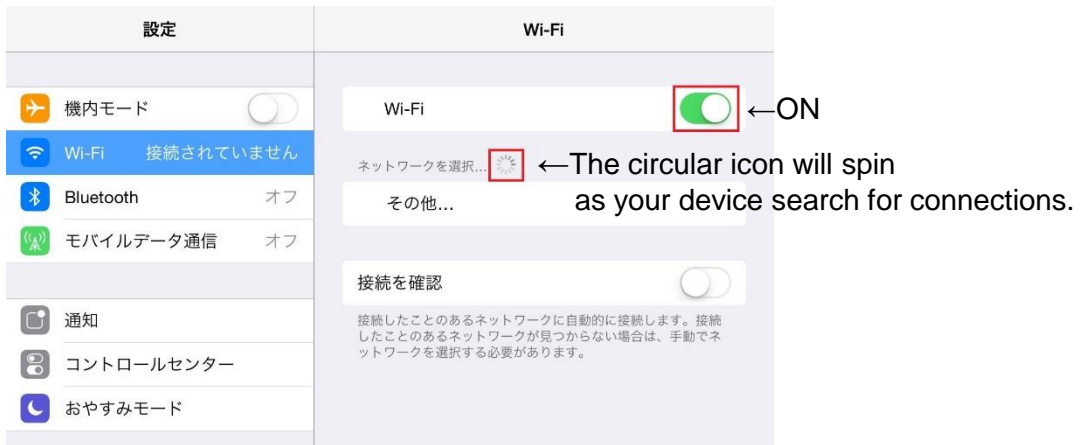 設定
機内モード
Wi-Fi 接続されていません
Bluetooth オフ
モバイルデータ通信 オフ
通知
コントロールセンター
おやすみモード
Wi-Fi
Wi-Fi ←ON
ネットワークを選択... ←The circular icon will spin
as your device search for connections.
その他...
接続を確認
接続したことのあるネットワークに自動的に接続します。接続
したことのあるネットワークが見つからない場合は、手動でネ
ットワークを選択する必要があります。